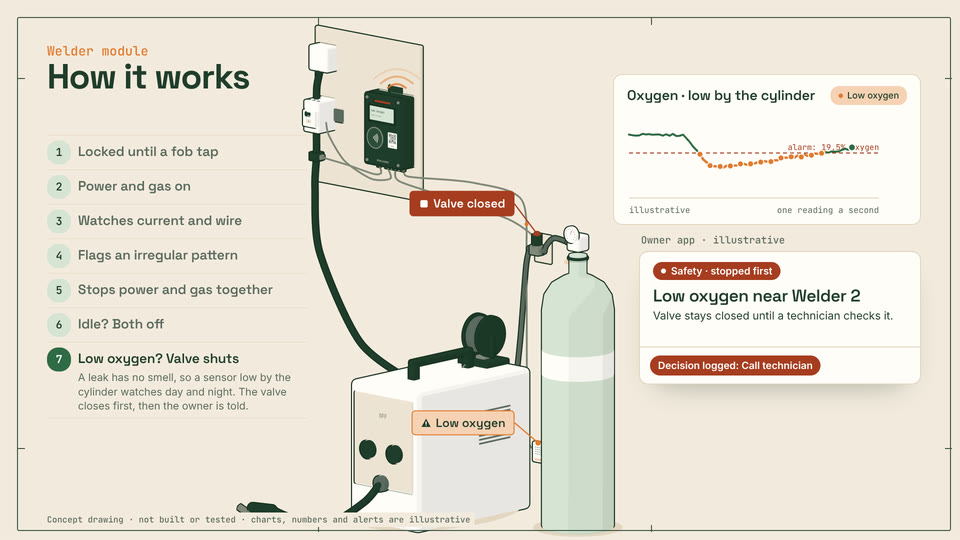 Welder module
How it works
1 Locked until a fob tap
2 Power and gas on
3 Watches current and wire
4 Flags an irregular pattern
5 Stops power and gas together
6 Idle? Both off
7 Low oxygen? Valve shuts
A leak has no smell, so a sensor low by the
cylinder watches day and night. The valve
closes first, then the owner is told.
Valve closed
Low oxygen
Oxygen · low by the cylinder
Low oxygen
alarm: 19.5% oxygen
illustrative
one reading a second
Owner app · illustrative
Safety · stopped first
Low oxygen near Welder 2
Valve stays closed until a technician checks it.
Decision logged: Call technician
Concept drawing · not built or tested · charts, numbers and alerts are illustrative